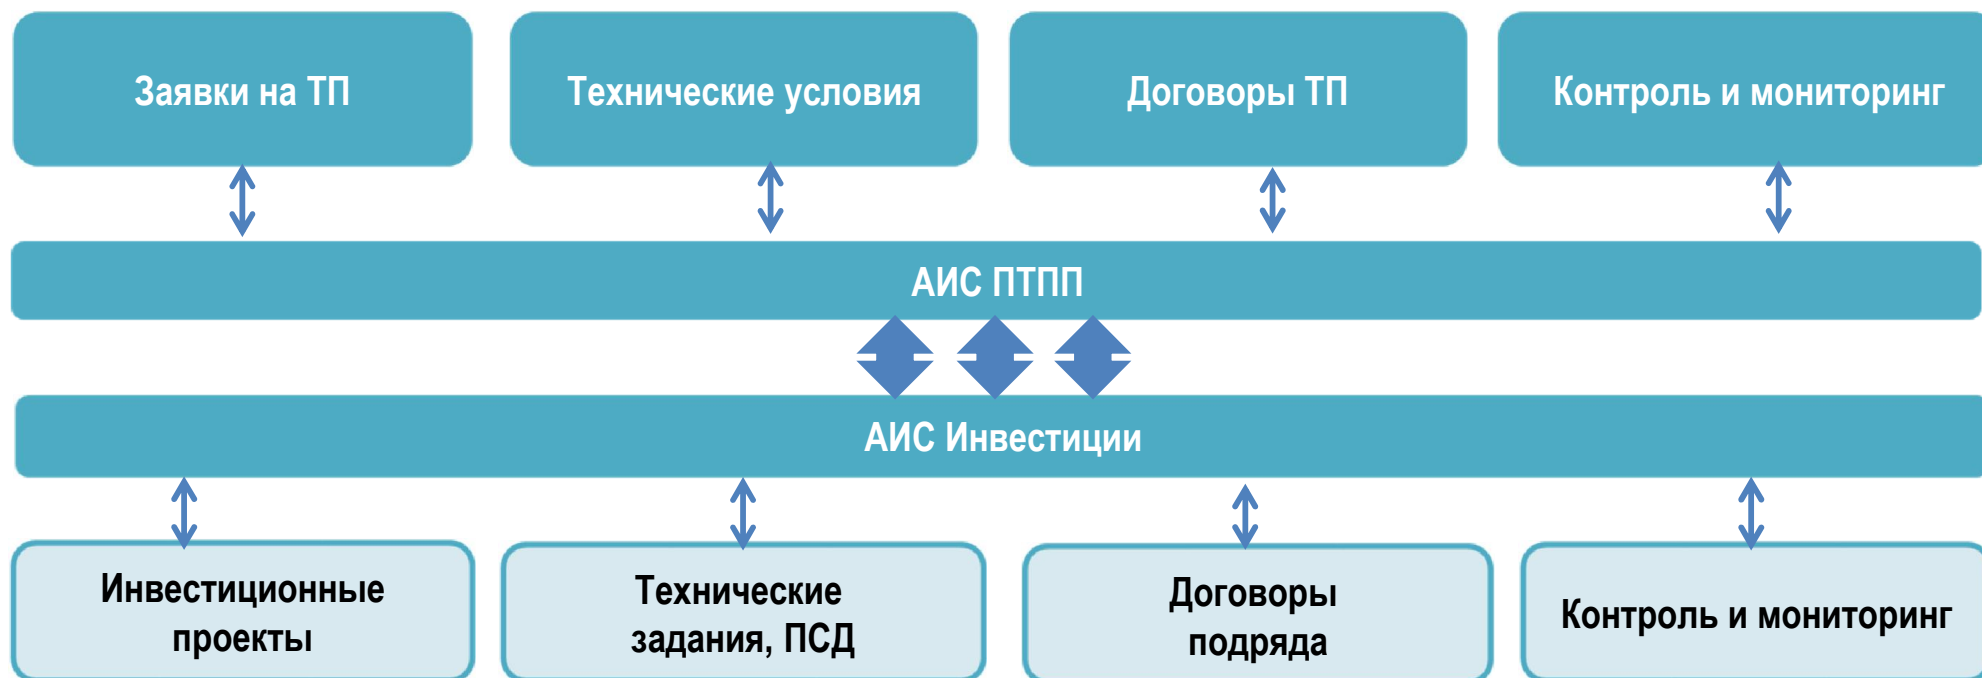 Заявки на ТП
Технические условия
Договоры ТП
Контроль и мониторинг
АИС ПТПП
АИС Инвестиции
Инвестиционные
проекты
Технические
задания, ПСД
Договоры
подряда
Контроль и мониторинг